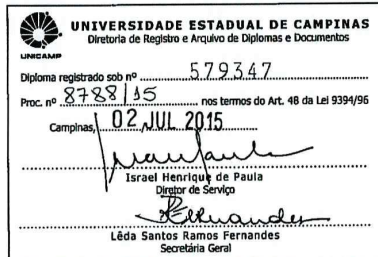 UNIVERSIDADE ESTADUAL DE CAMPINAS
Diretoria de Registro e Arquivo de Diplomas e Documentos
UNICAMP
Diploma registrado sob nº 579347
Proc. nº 8788/15 nos termos do Art. 48 da Lei 9394/96
Campinas, 02 JUL 2015
Israel Henrique de Paula
Diretor de Serviço
Lêda Santos Ramos Fernandes
Secretária Geral